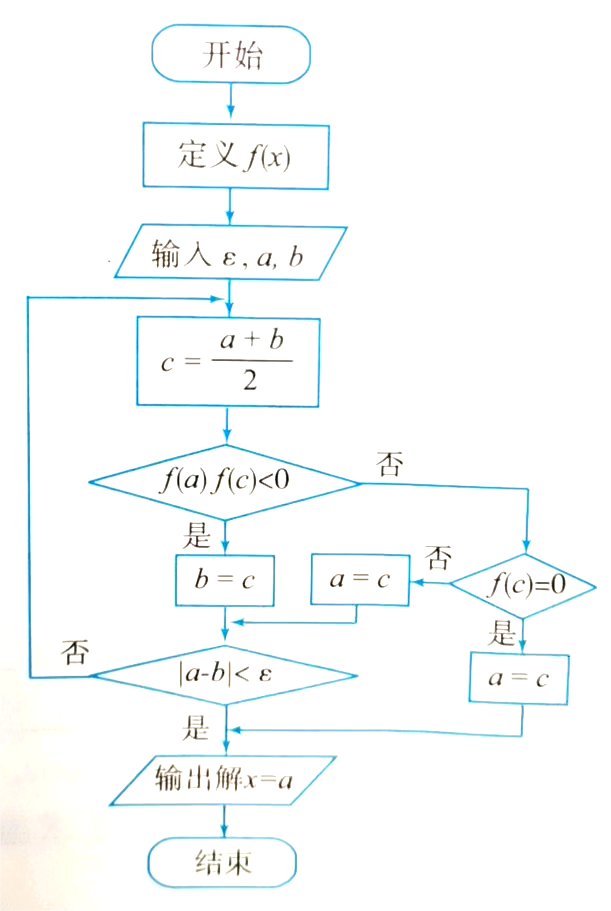 开始
定义 f(x)
输入 ε, a, b
c = (a + b)/2
f(a) f(c)<0
否
是
b = c
a = c
否
f(c)=0
是
a = c
否
|a-b|< ε
是
输出解x=a
结束